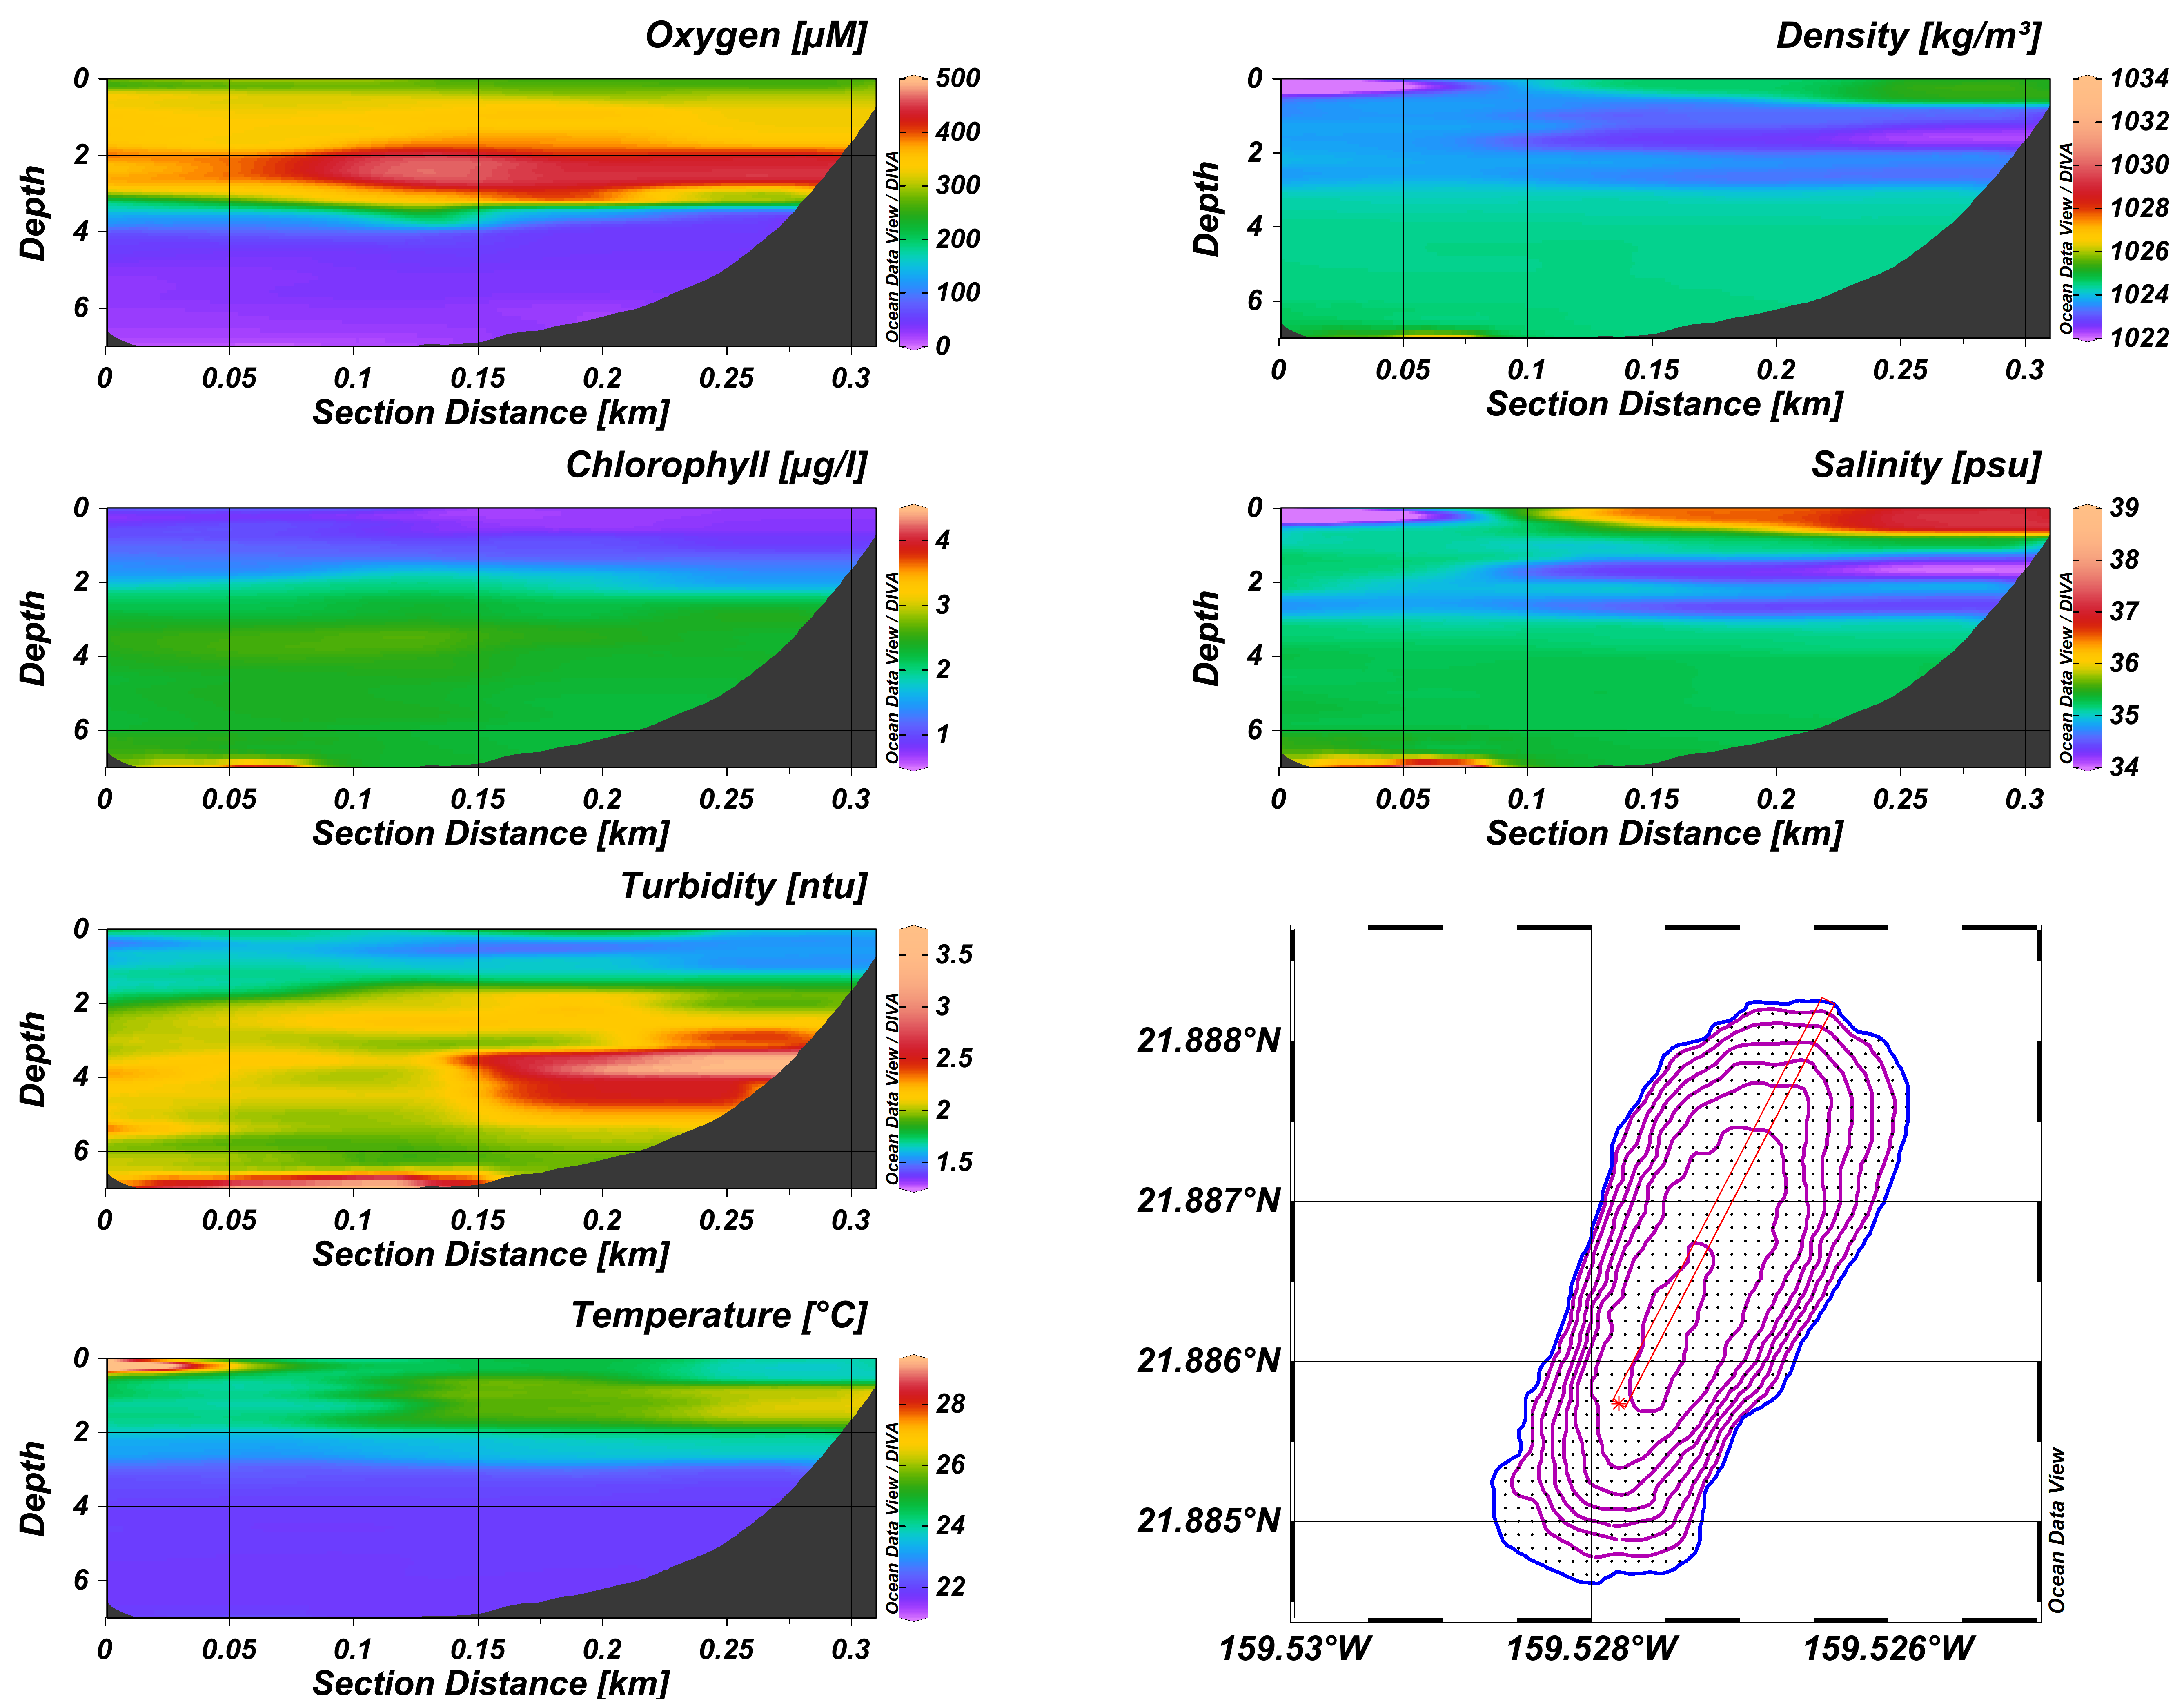 Oxygen [µM]
0
2
4
6
Depth
0 0.05 0.1 0.15 0.2 0.25 0.3
Section Distance [km]
500
400
300
200
100
0
Ocean Data View / DIVA
Chlorophyll [µg/l]
0
2
4
6
Depth
0 0.05 0.1 0.15 0.2 0.25 0.3
Section Distance [km]
4
3
2
1
Ocean Data View / DIVA
Turbidity [ntu]
0
2
4
6
Depth
0 0.05 0.1 0.15 0.2 0.25 0.3
Section Distance [km]
3.5
3
2.5
2
1.5
Ocean Data View / DIVA
Temperature [°C]
0
2
4
6
Depth
0 0.05 0.1 0.15 0.2 0.25 0.3
Section Distance [km]
28
26
24
22
Ocean Data View / DIVA
Density [kg/m³]
0
2
4
6
Depth
0 0.05 0.1 0.15 0.2 0.25 0.3
Section Distance [km]
1034
1032
1030
1028
1026
1024
1022
Ocean Data View / DIVA
Salinity [psu]
0
2
4
6
Depth
0 0.05 0.1 0.15 0.2 0.25 0.3
Section Distance [km]
39
38
37
36
35
34
Ocean Data View / DIVA
21.888°N
21.887°N
21.886°N
21.885°N
159.53°W 159.528°W 159.526°W
Ocean Data View